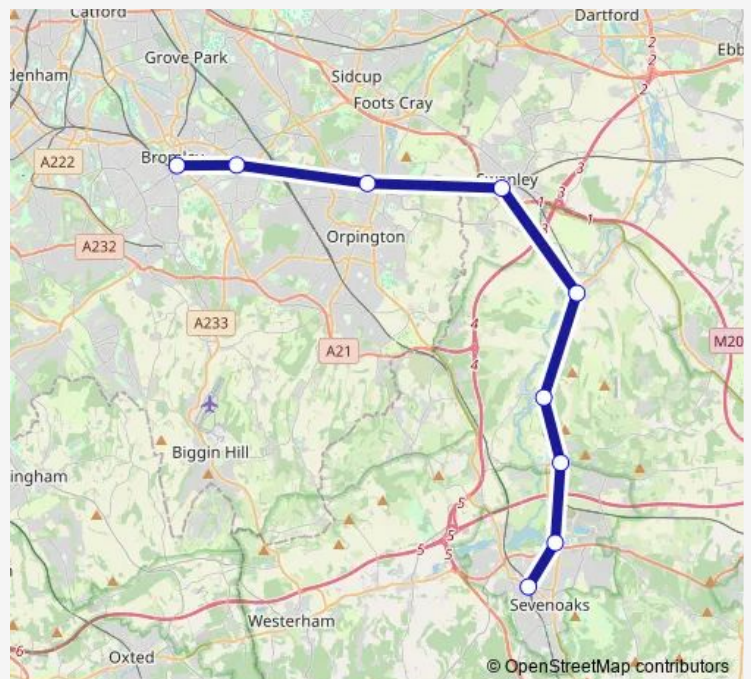 Catford
Dartford
Grove Park
Sidcup
Foots Cray
Ebb
denham
A222
Bromley
Swanley
3
1
3
1
3
2
2
2
Orpington
A232
A233
4
4
A21
M20
Biggin Hill
ingham
5
5
5
5
Sevenoaks
Westerham
6
Oxted
© OpenStreetMap contributors